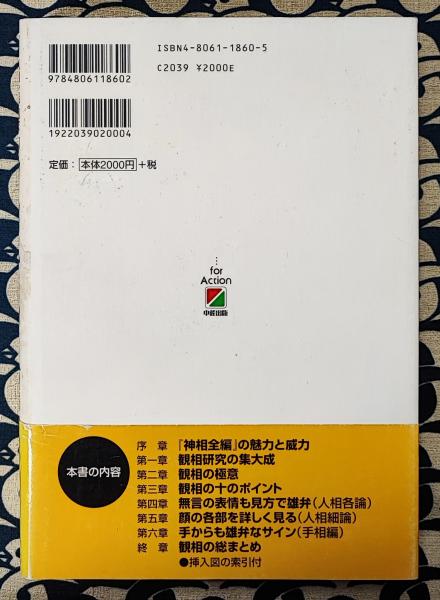 ISBN4-8061-1860-5
C2039 ¥2000E
9784806118602
1922039020004
定価：本体2000円+税
…
for
Action
中経出版
本書の内容
序　章　『神相全編』の魅力と威力
第一章　観相研究の集大成
第二章　観相の極意
第三章　観相の十のポイント
第四章　無言の表情も見方で雄弁（人相各論）
第五章　顔の各部を詳しく見る（人相細論）
第六章　手からも雄弁なサイン（手相編）
終　章　観相の総まとめ
●挿入図の索引付